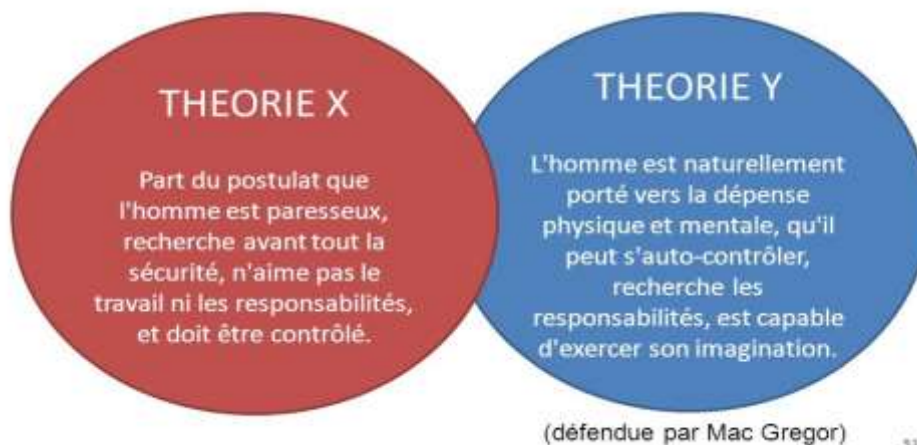 THEORIE X
Part du postulat que
l'homme est paresseux,
recherche avant tout la
sécurité, n'aime pas le
travail ni les responsabilités,
et doit être contrôlé.
THEORIE Y
L'homme est naturellement
porté vers la dépense
physique et mentale, qu'il
peut s'auto-contrôler,
recherche les
responsabilités, est capable
d'exercer son imagination.
(défendue par Mac Gregor)